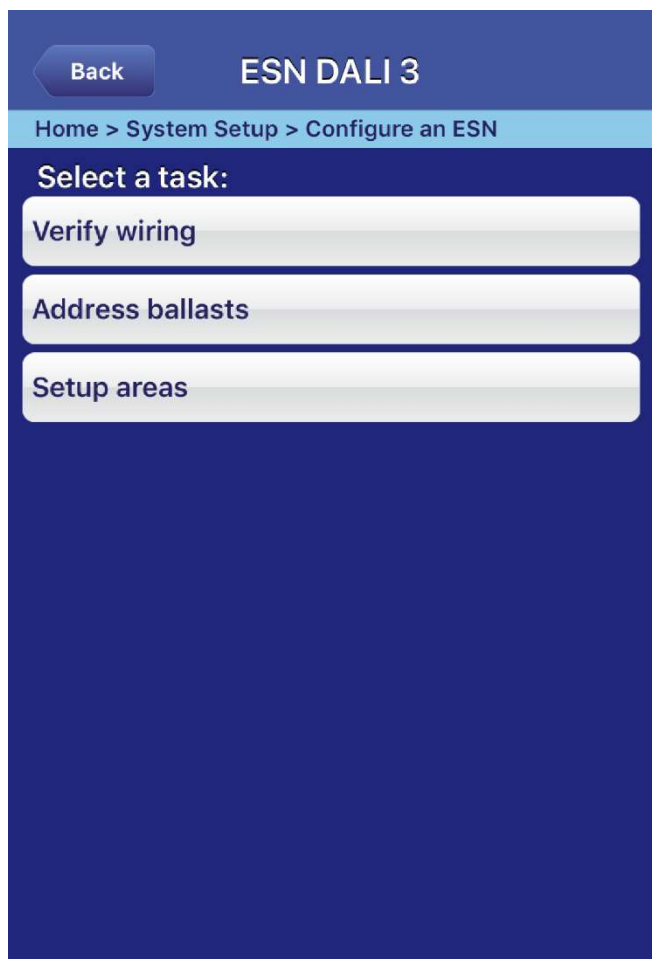 Back
ESN DALI 3
Home > System Setup > Configure an ESN
Select a task:
Verify wiring
Address ballasts
Setup areas